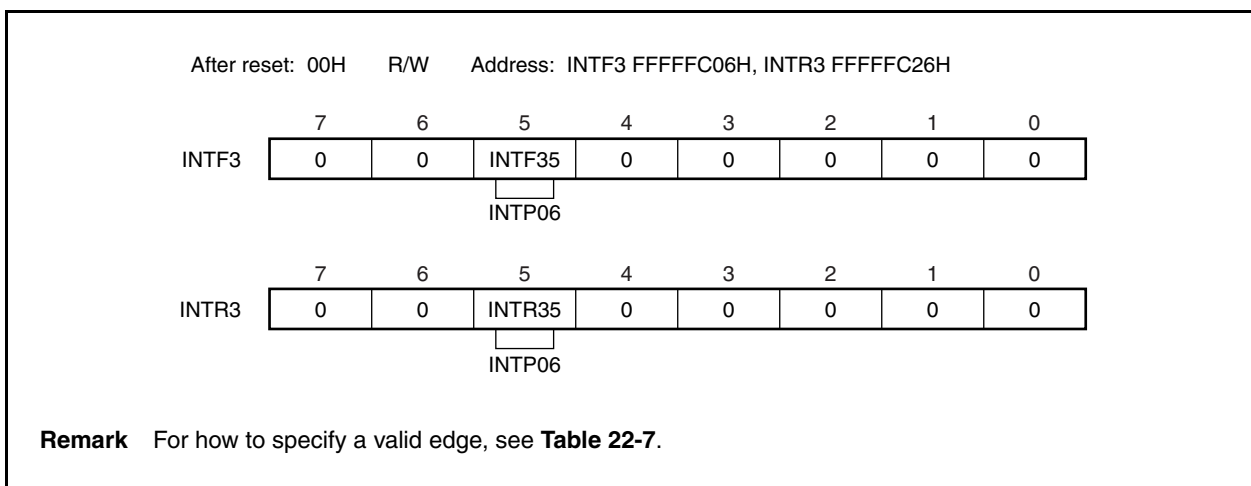 After reset: 00H R/W Address: INTF3 FFFFFC06H, INTR3 FFFFFC26H
7 6 5 4 3 2 1 0
INTF3 0 0 INTF35 0 0 0 0 0
INTP06
7 6 5 4 3 2 1 0
INTR3 0 0 INTR35 0 0 0 0 0
INTP06
Remark For how to specify a valid edge, see Table 22-7.